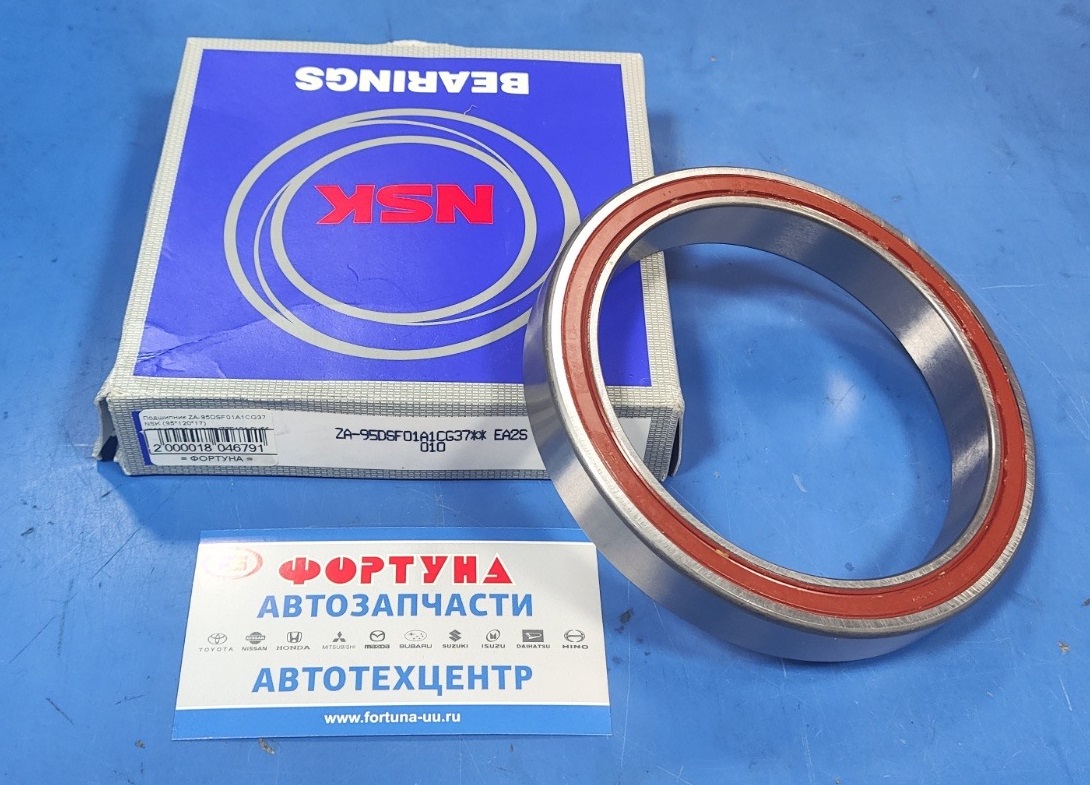 BEARINGS
NSK
Подшипник ZA-95DSF01A1CG37
NSK (95*120*17)
2 000018 046791
= ФОРТУНА =
ZA-95DSF01A1CG37** EA2S
010
ФОРТУНА
АВТОЗАПЧАСТИ
TOYOTA NISSAN HONDA MITSUBISHI mazda SUBARU SUZUKI ISUZU DAIHATSU HINO
АВТОТЕХЦЕНТР
www.fortuna-uu.ru